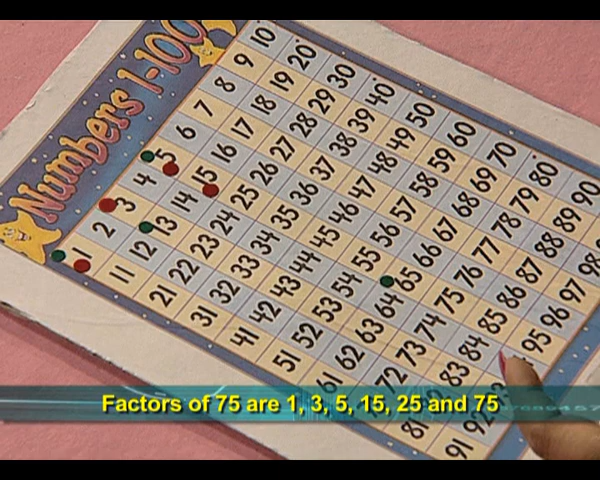 Numbers 1-100
1 2 3 4 5 6 7 8 9 10
11 12 13 14 15 16 17 18 19 20
21 22 23 24 25 26 27 28 29 30
31 32 33 34 35 36 37 38 39 40
41 42 43 44 45 46 47 48 49 50
51 52 53 54 55 56 57 58 59 60
61 62 63 64 65 66 67 68 69 70
72 73 74 75 76 77 78 79 80
81 83 84 85 86 87 88 89 90
91 92 95 96 97 98
Factors of 75 are 1, 3, 5, 15, 25 and 75